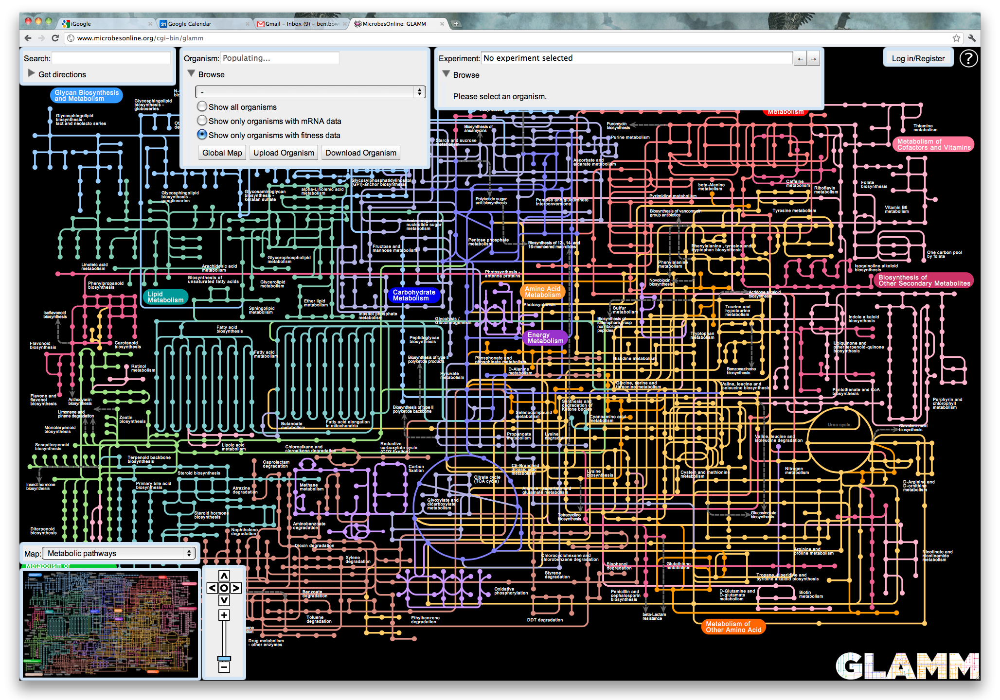 iGoogle
Google Calendar
Gmail - Inbox (9) - ben.bow
MicrobesOnline: GLAMM
www.microbesonline.org/cgi-bin/glamm
Search:
Get directions
Organism: Populating...
Browse
-
Show all organisms
Show only organisms with mRNA data
Show only organisms with fitness data
Global Map
Upload Organism
Download Organism
Experiment: No experiment selected
← →
Browse
Please select an organism.
Log in/Register
?
Glycan Biosynthesis
and Metabolism
Glycosphingolipid
biosynthesis -
globoseries
Glycosphingolipid
biosynthesis -
lact and neolacto series
Metabolism
Thiamine
metabolism
Metabolism of
Cofactors and Vitamins
Puromycin
biosynthesis
Purine metabolism
Biosynthesis of
ansamycins
Starch and sucrose
metabolism
Ascorbate and
aldarate metabolism
Glycosylphosphatidylinositol
(GPI)-anchor biosynthesis
alpha-Linolenic acid
metabolism
Glycosaminoglycan
biosynthesis -
keratan sulfate
Glycosphingolipid
biosynthesis -
ganglioseries
Polyketide sugar
unit biosynthesis
Pentose and glucuronate
interconversions
beta-Alanine
metabolism
Pyrimidine metabolism
Caffeine
metabolism
Riboflavin
metabolism
Folate
biosynthesis
Vitamin B6
metabolism
Tyrosine metabolism
Biosynthesis of vancomycin
group antibiotics
Amino sugar and
nucleotide sugar
metabolism
Pentose phosphate
metabolism
Biosynthesis of 12-, 14- and
16-membered macrolides
Fructose and
mannose metabolism
Phenylalanine , tyrosine and
tryptophan biosynthesis
One carbon pool
by folate
Linoleic acid
metabolism
Glycerophospholipid
metabolism
Arachidonic acid
metabolism
Phenylalanine
metabolism
Isoquinoline alkaloid
biosynthesis
Phenylpropanoid
biosynthesis
Biosynthesis of
unsaturated fatty acids
Glycerolipid
metabolism
Photosynthesis -
antenna proteins
Novobiocin
biosynthesis
Biosynthesis of
Other Secondary Metabolites
Lipid
Metabolism
Carbohydrate
Metabolism
Amino Acid
Metabolism
Acridone alkaloid
biosynthesis
Ether lipid
metabolism
Photosynthesis
Sulfur
metabolism
Taurine and
hypotaurine
metabolism
Sphingolipid
metabolism
Inositol phosphate
metabolism
Isoflavonoid
biosynthesis
Glycolysis /
Gluconeogenesis
Biosynthesis of
siderophore group
nonribosomal
peptides
Indole alkaloid
biosynthesis
Fatty acid
biosynthesis
Energy
Metabolism
Tryptophan
metabolism
Peptidoglycan
biosynthesis
Flavonoid
biosynthesis
Carotenoid
biosynthesis
Ubiquinone and
other terpenoid-quinone
biosynthesis
Fatty acid
metabolism
Biosynthesis of type II
polyketide products
Phosphonate and
phosphinate metabolism
Histidine metabolism
Retinol
metabolism
D-Alanine
metabolism
Benzoxazinone
biosynthesis
Pyruvate
metabolism
Glycine, serine and
threonine metabolism
Valine, leucine and
isoleucine biosynthesis
Pantothenate and CoA
biosynthesis
Flavone and
flavonol
biosynthesis
Anthocyanin
biosynthesis
Porphyrin and
chlorophyll
metabolism
Biosynthesis of type II
polyketide backbone
Synthesis and
degradation of
Ketone bodies
Selenocompound
metabolism
Cyanoamino acid
metabolism
Limonene and
pinene degradation
Zeatin
biosynthesis
Butanoate
metabolism
Fatty acid elongation
in mitochondria
Urea cycle
Clavulanic acid
biosynthesis
Monoterpenoid
biosynthesis
Propanoate
metabolism
Lysine
degradation
Valine, leucine and
isoleucine degradation
Sesquiterpenoid
biosynthesis
Lipoic acid
metabolism
Chloroalkane and
cloroalkene degradation
Reductive
carboxylate cycle
(CO2 fixation)
Terpenoid backbone
biosynthesis
Caprolactam
degradation
Carbon
fixation
C5-Branched
dibasic acid
metabolism
Lysine
biosynthesis
Cystein and methionine
metabolism
Nitrogen
metabolism
Steroid biosynthesis
Citrate cycle
(TCA cycle)
D-Arginine and
D-ornithine
metabolism
Insect hormone
biosynthesis
Primary bile acid
biosynthesis
Atrazine
degradation
Methane
metabolism
Alanine , aspartate and
glutamate metabolism
Glyoxylate and
dicarboxylate
metabolism
Steroid hormone
biosynthesis
Tetracycline
biosynthesis
Glucosinolate
biosynthesis
Diterpenoid
biosynthesis
Naphthalene
degradation
Aminobenzoate
degradation
Dioxin degradation
Xylene
degradation
Chlorocyclohexane and
chlorobenzene degradation
Arginine and
proline metabolism
Nicotinate and
nicotinamide
metabolism
Map: Metabolic pathways
Metabolism of
Bisphenol
degradation
Glutathione
metabolism
Styrene
degradation
Tropane, piperidine and
pyridine alkaloid biosynthesis
Benzoate
degradation
Oxidative
phosphorylation
Penicillin and
cephalosporin
biosynthesis
D-Glutamine and
D-glutamate
metabolism
Biotin
metabolism
Toluene
degradation
Ethylbenzene
degradation
DDT degradation
beta-Lactam
resistance
Metabolism of
Other Amino Acid
Drug metabolism
- other enzymes
GLAMM